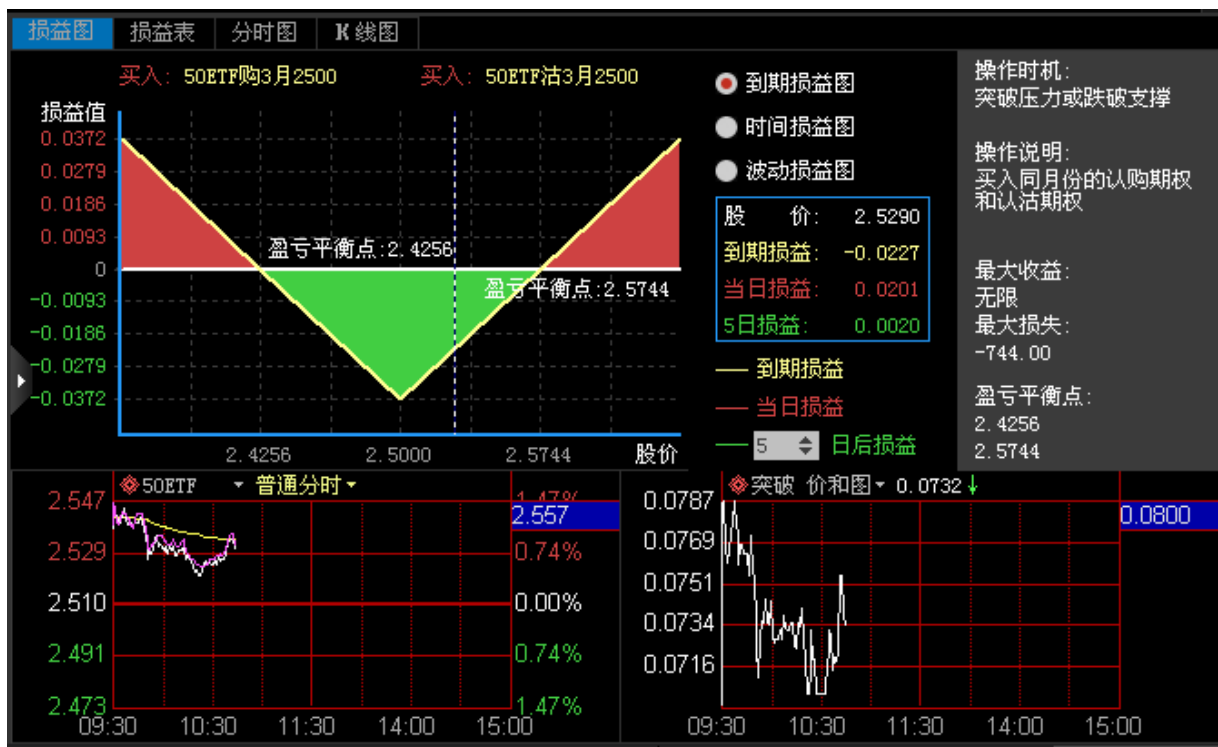 损益图 损益表 分时图 K线图
买入: 50ETF购3月2500 买入: 50ETF沽3月2500
损益值
0.0372
0.0279
0.0186
0.0093
0
-0.0093
-0.0186
-0.0279
-0.0372
盈亏平衡点:2.4256
盈亏平衡点:2.5744
2.4256 2.5000 2.5744 股价
到期损益图
时间损益图
波动损益图
股 价: 2.5290
到期损益: -0.0227
当日损益: 0.0201
5日损益: 0.0020
到期损益
当日损益
5 日后损益
操作时机:
突破压力或跌破支撑
操作说明:
买入同月份的认购期权
和认沽期权
最大收益:
无限
最大损失:
-744.00
盈亏平衡点:
2.4256
2.5744
50ETF 普通分时
2.547 1.47%
2.557
2.529 0.74%
2.510 0.00%
2.491 0.74%
2.473 1.47%
09:30 10:30 11:30 14:00 15:00
突破 价和图 0.0732↓
0.0787
0.0800
0.0769
0.0751
0.0734
0.0716
09:30 10:30 11:30 14:00 15:00